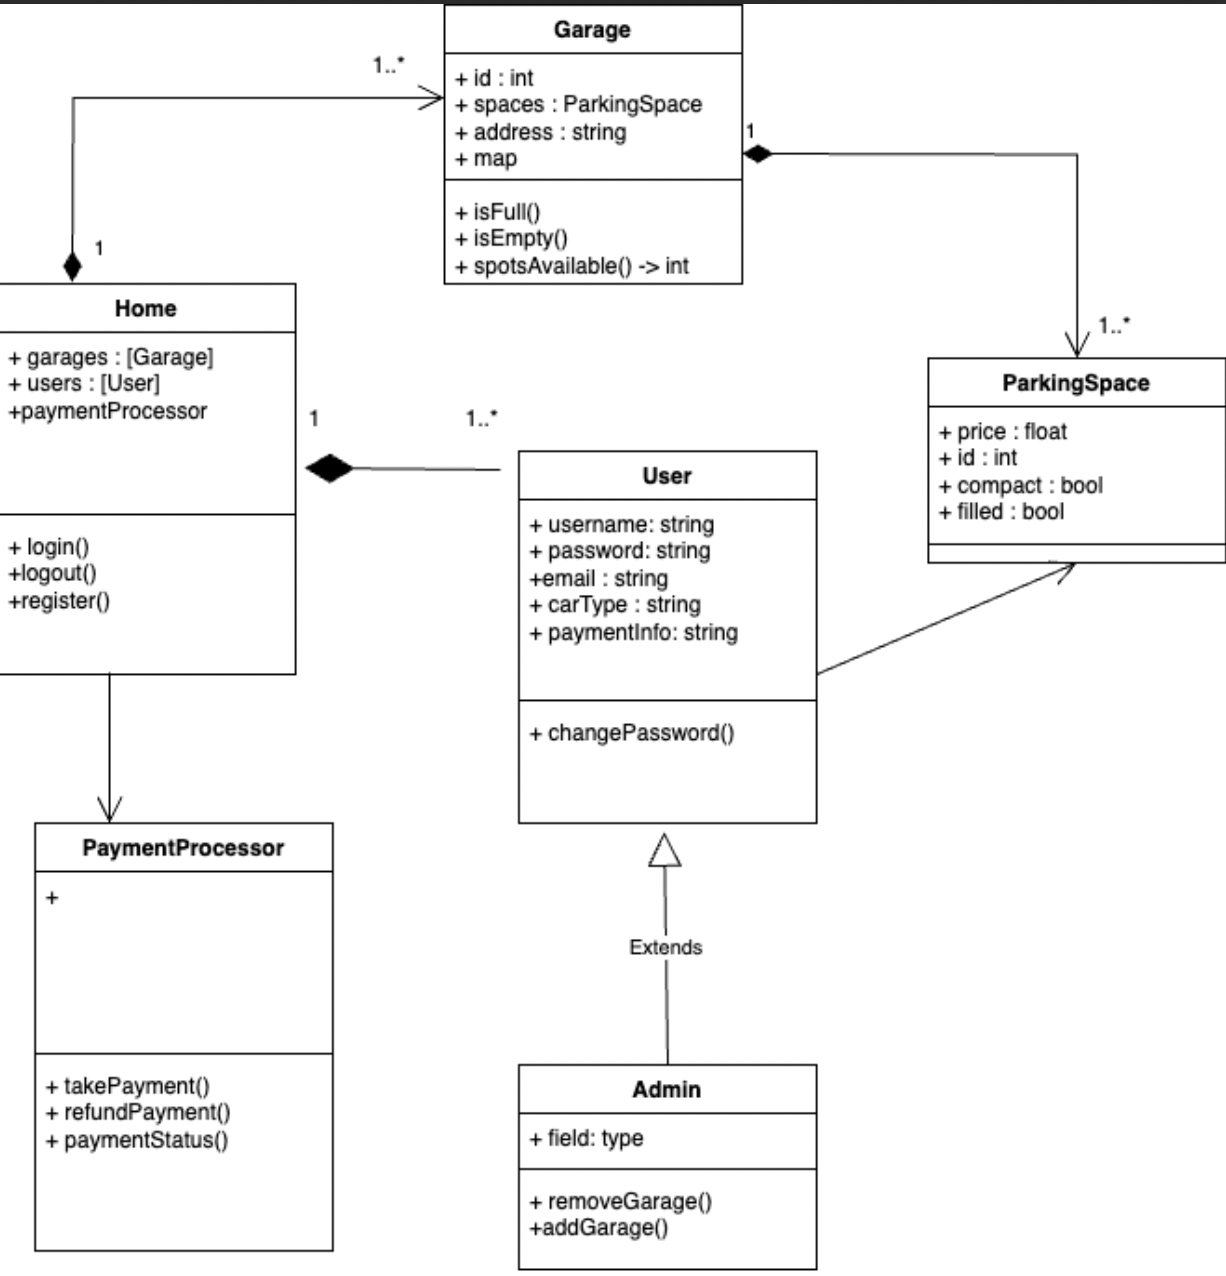 Garage
+ id : int
+ spaces : ParkingSpace
+ address : string
+ map
+ isFull()
+ isEmpty()
+ spotsAvailable() -> int
1..*
1
1
1..*
Home
+ garages : [Garage]
+ users : [User]
+paymentProcessor
+ login()
+logout()
+register()
1
1..*
User
+ username: string
+ password: string
+email : string
+ carType : string
+ paymentInfo: string
+ changePassword()
ParkingSpace
+ price : float
+ id : int
+ compact : bool
+ filled : bool
PaymentProcessor
+
+ takePayment()
+ refundPayment()
+ paymentStatus()
Extends
Admin
+ field: type
+ removeGarage()
+addGarage()